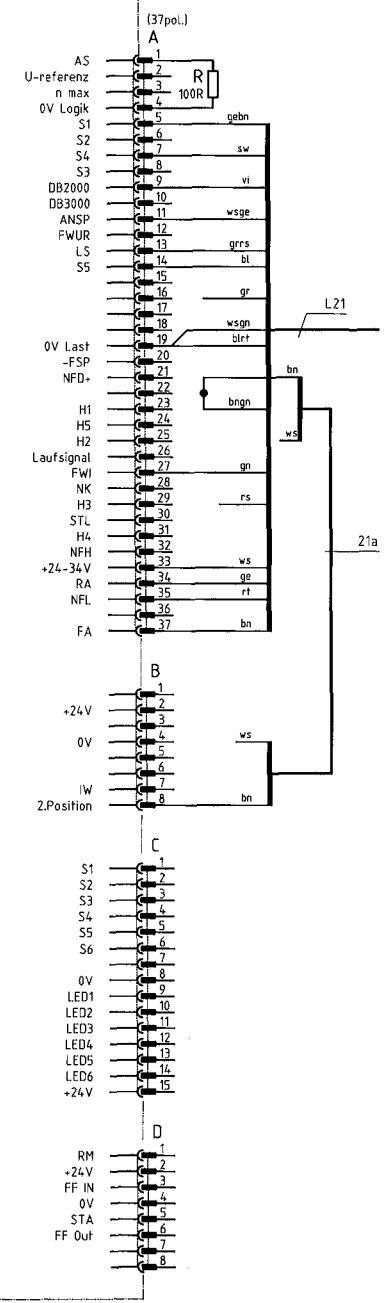 (37pol.)
A
AS 1
U-referenz 2
n max 3
R
100R
0V Logik 4
S1 5 gebn
S2 6
S4 7 sw
S3 8
DB2000 9 vi
DB3000 10
ANSP 11 wsge
FWUR 12
LS 13 grrs
S5 14 bl
15
16 gr
17
L21
18 wsgn
0V Last 19 blrt
-FSP 20
NFD+ 21 bn
22
H1 23 bngn
H5 24
H2 25 ws
Laufsignal 26
FWI 27 gn
NK 28
H3 29 rs
STL 30
H4 31
21a
NFH 32
+24-34V 33 ws
RA 34 ge
NFL 35 rt
36
FA 37 bn
B
1
+24V 2
3
0V 4 ws
5
6
IW 7
2.Position 8 bn
C
S1 1
S2 2
S3 3
S4 4
S5 5
S6 6
7
0V 8
LED1 9
LED2 10
LED3 11
LED4 12
LED5 13
LED6 14
+24V 15
D
RM 1
+24V 2
FF IN 3
0V 4
STA 5
FF Out 6
7
8